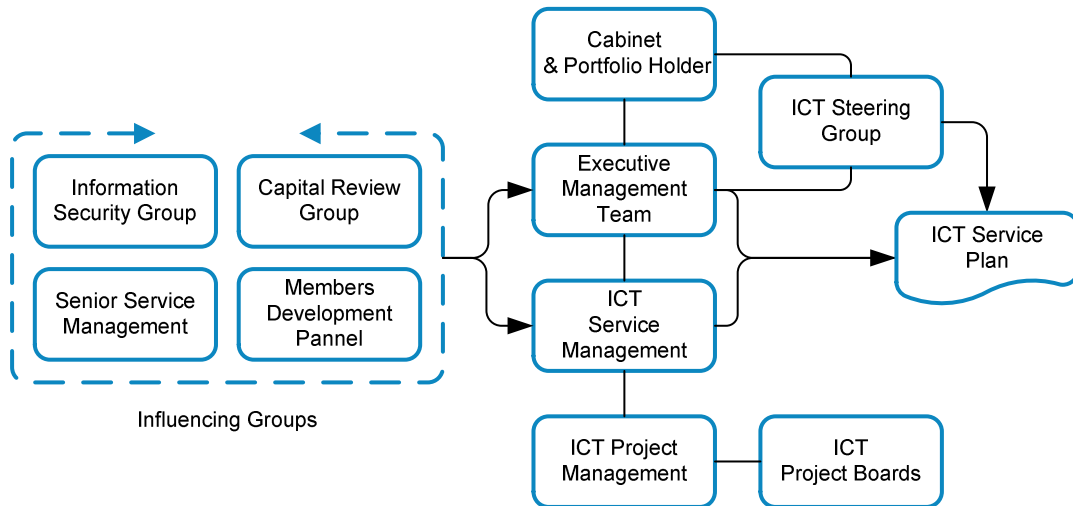 Cabinet
& Portfolio Holder
ICT Steering
Group
Information
Security Group
Capital Review
Group
Executive
Management
Team
ICT Service
Plan
Senior Service
Management
Members
Development
Pannel
ICT
Service
Management
Influencing Groups
ICT Project
Management
ICT
Project Boards